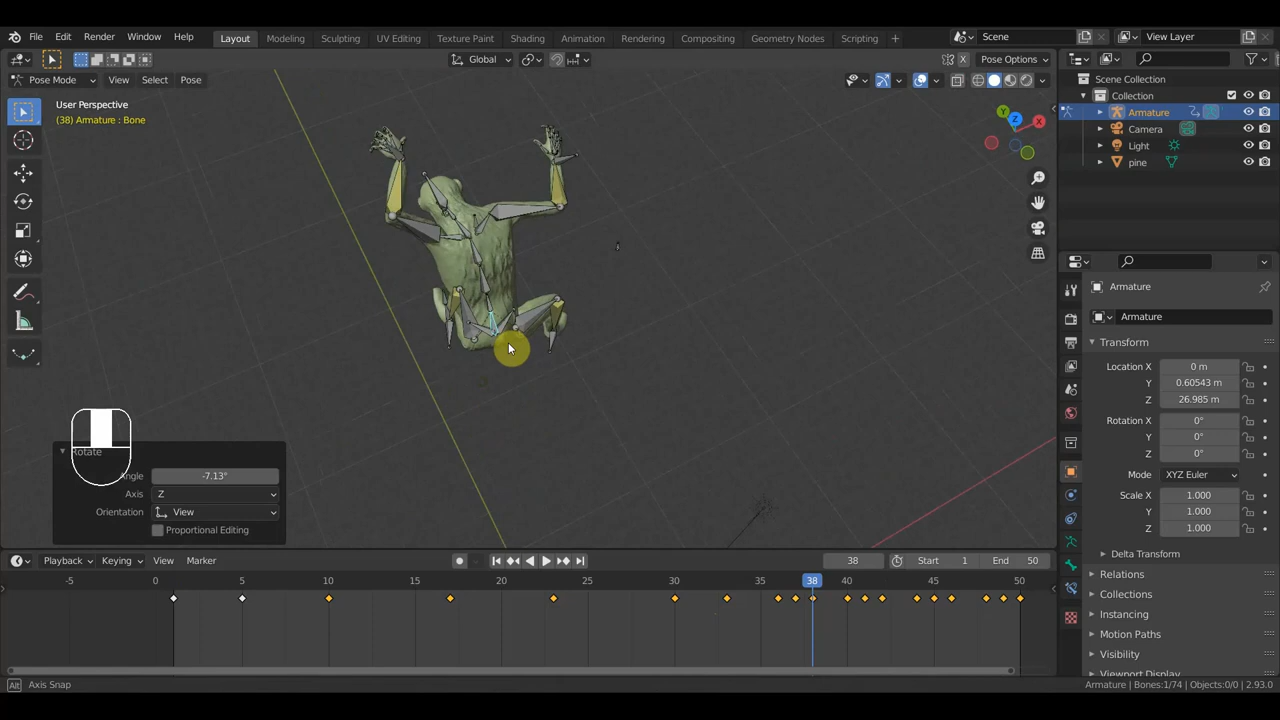 File Edit Render Window Help Layout Modeling Sculpting UV Editing Texture Paint Shading Animation Rendering Compositing Geometry Nodes Scripting + Scene View Layer
Global Pose Options
Pose Mode View Select Pose
User Perspective
(38) Armature : Bone
X
Y
Z
Scene Collection
Collection
Armature
Camera
Light
pine
Armature
Armature
Transform
Location X 0 m
Y 0.60543 m
Z 26.985 m
Rotation X 0°
Y 0°
Z 0°
Mode XYZ Euler
Scale X 1.000
Y 1.000
Z 1.000
Delta Transform
Relations
Collections
Instancing
Motion Paths
Visibility
Viewport Display
Rotate
Angle -7.13°
Axis Z
Orientation View
Proportional Editing
Playback Keying View Marker 38 Start 1 End 50
-5 0 5 10 15 20 25 30 35 38 40 45 50
Alt Axis Snap
Armature | Bones:1/74 | Objects:0/0 | 2.93.0